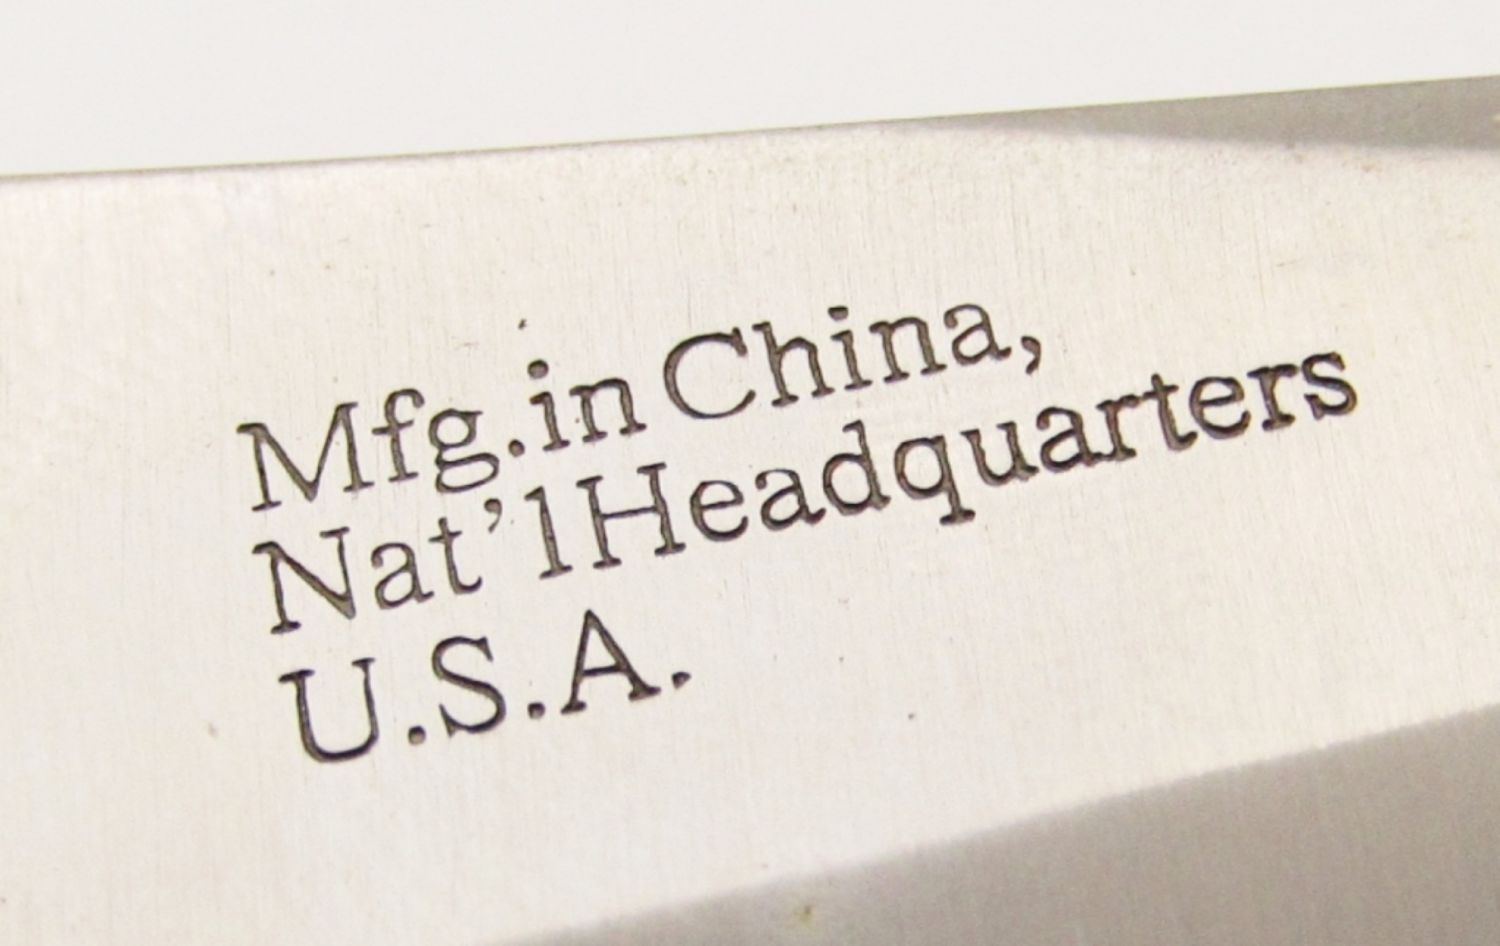 Mfg. in China,
Nat'l Headquarters
U.S.A.